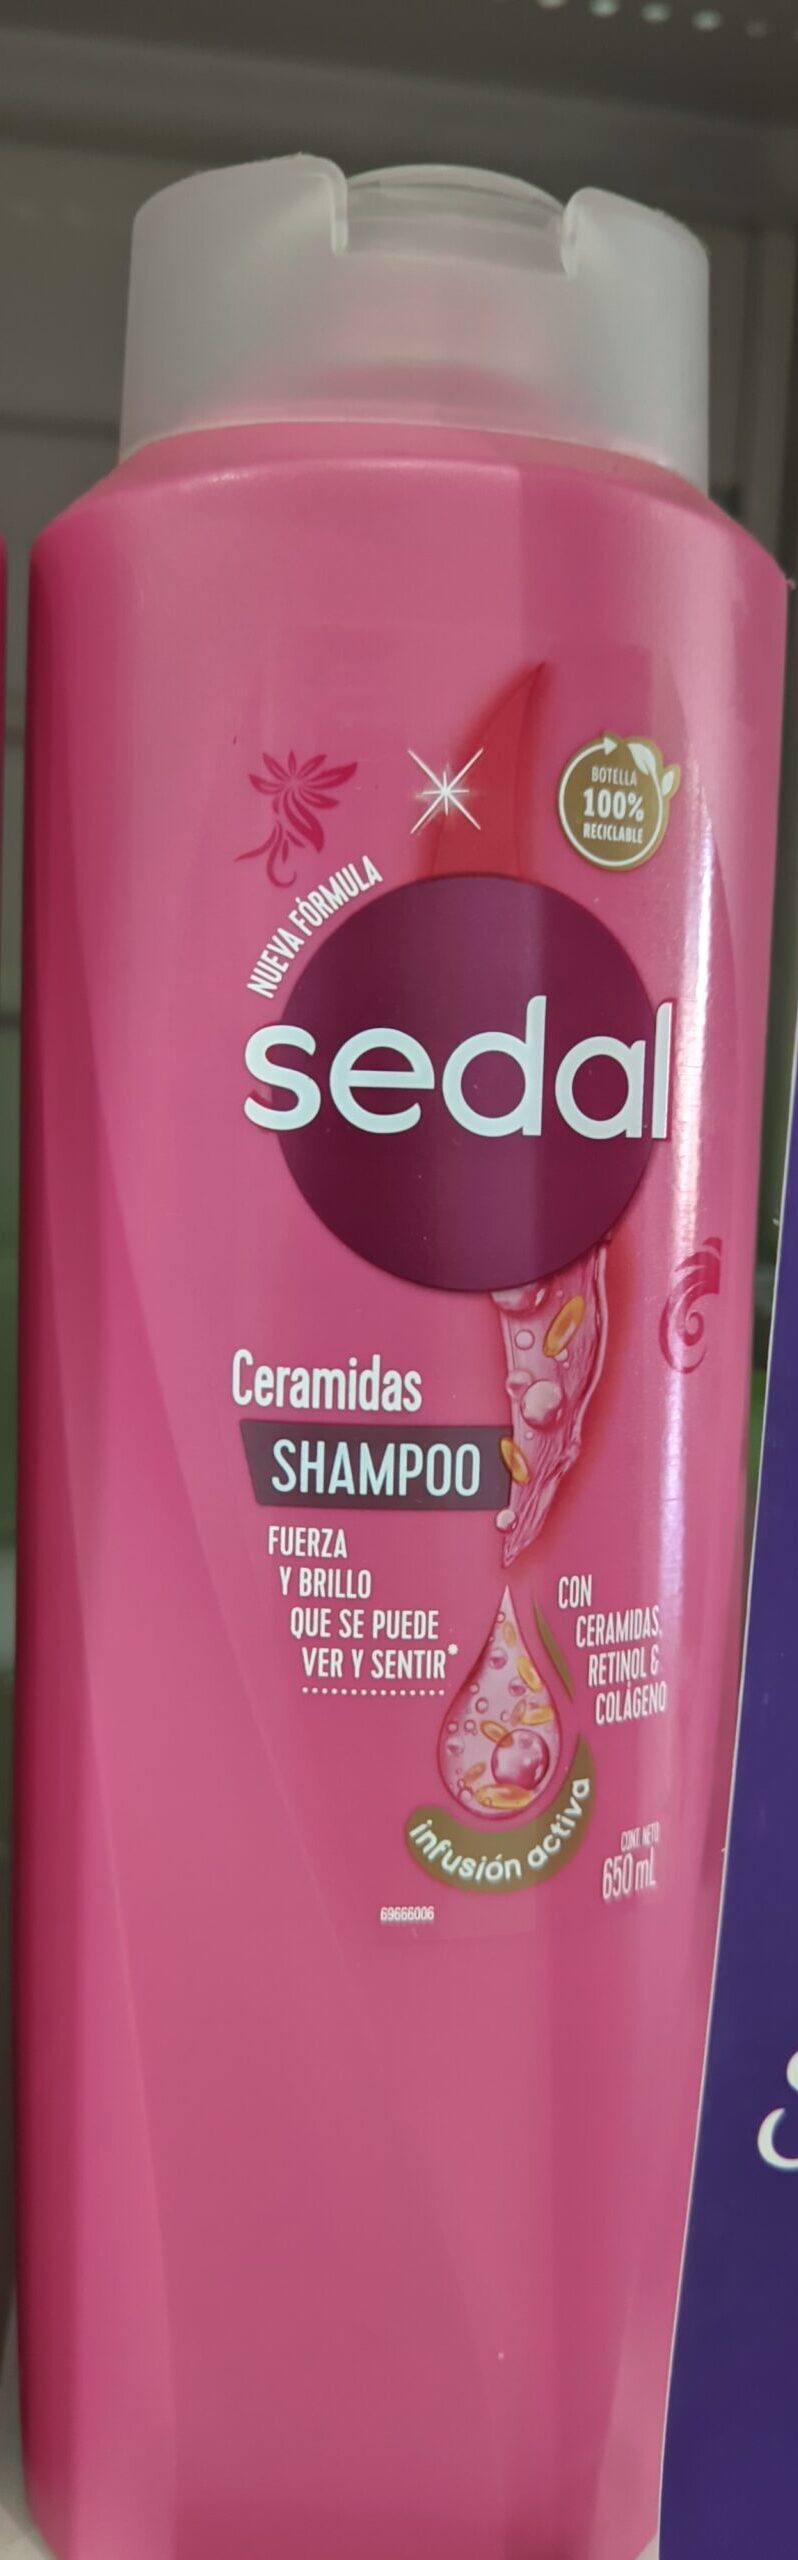 BOTELLA
100%
RECICLABLE
NUEVA FÓRMULA
sedal
Ceramidas
SHAMPOO
FUERZA
Y BRILLO
QUE SE PUEDE
VER Y SENTIR*
CON
CERAMIDAS,
RETINOL &
COLÁGENO
infusión activa
CONT. NETO
650 mL
69666006